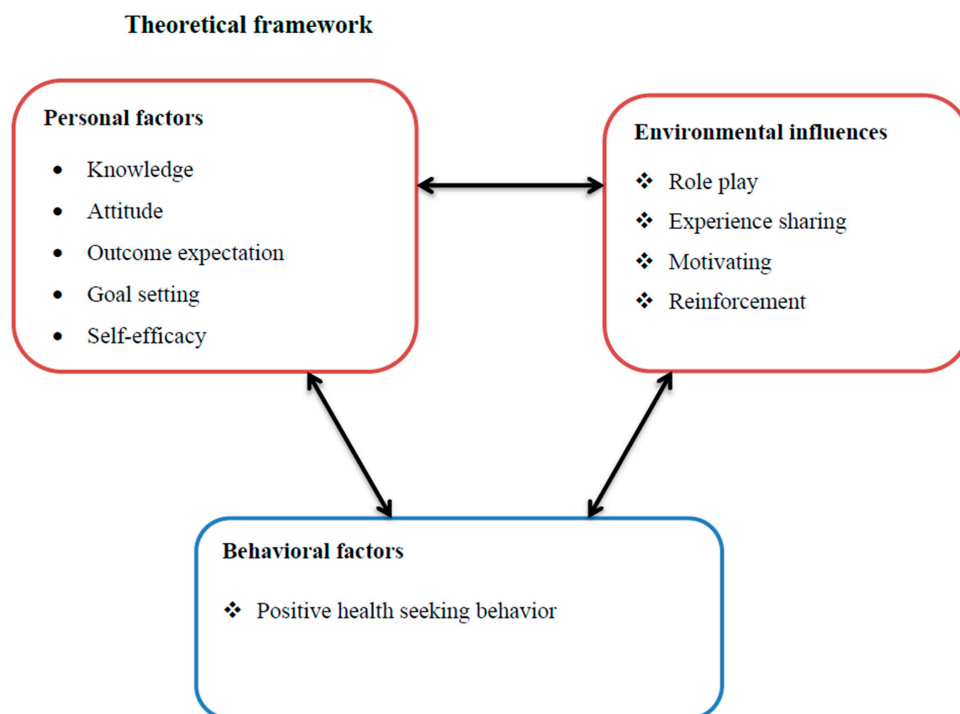 Theoretical framework
Personal factors
• Knowledge
• Attitude
• Outcome expectation
• Goal setting
• Self-efficacy
Environmental influences
❖ Role play
❖ Experience sharing
❖ Motivating
❖ Reinforcement
Behavioral factors
❖ Positive health seeking behavior